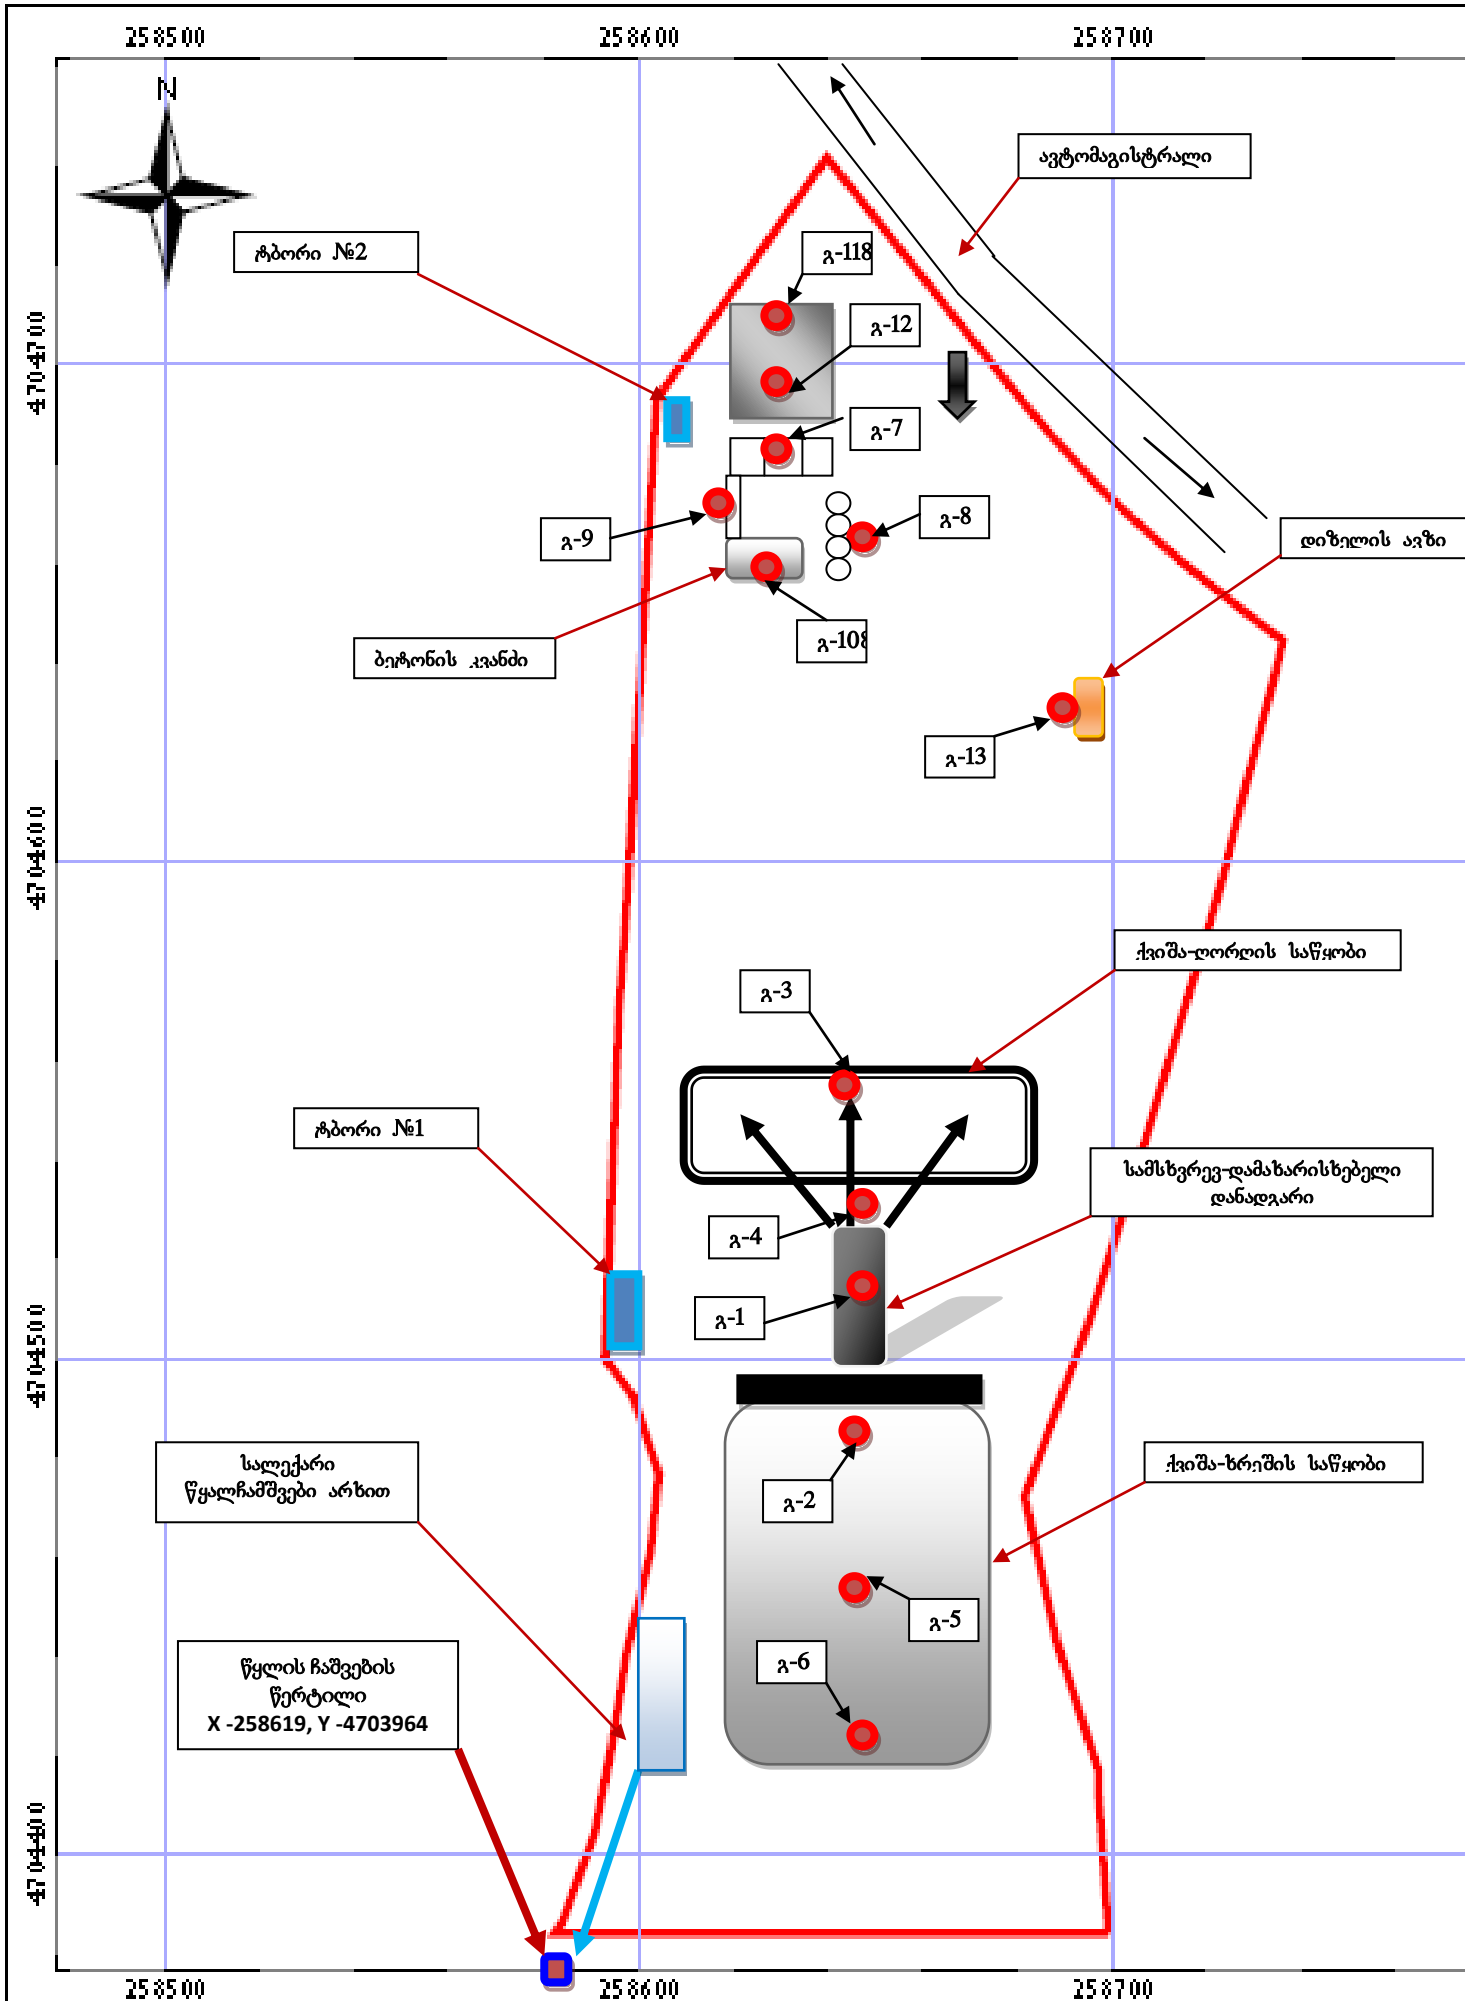 258500 258600 258700
N
ავტომაგისტრალი
ტბორი №2
გ-118
გ-12
4704700
გ-7
გ-9
გ-8
დიზელის ავზი
გ-108
ბეტონის კვანძი
გ-13
4704600
ქვიშა-ღორღის საწყობი
გ-3
ტბორი №1
სამსხვრევ-დამახარისხებელი
დანადგარი
გ-4
გ-1
4704500
სალექარი
წყალჩამშვები არხით
ქვიშა-ხრეშის საწყობი
გ-2
გ-5
გ-6
წყლის ჩაშვების
წერტილი
X -258619, Y -4703964
4704400
258500 258600 258700